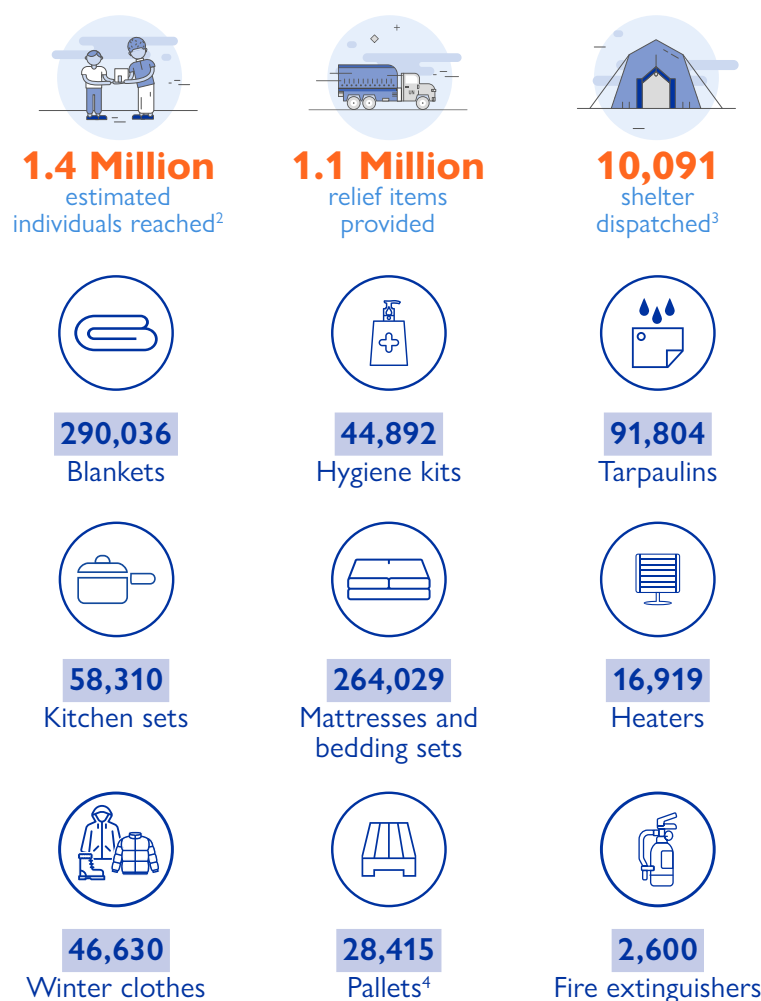 UN
1.4 Million
estimated
individuals reached²
1.1 Million
relief items
provided
10,091
shelter
dispatched³
290,036
Blankets
44,892
Hygiene kits
91,804
Tarpaulins
58,310
Kitchen sets
264,029
Mattresses and
bedding sets
16,919
Heaters
46,630
Winter clothes
28,415
Pallets⁴
2,600
Fire extinguishers